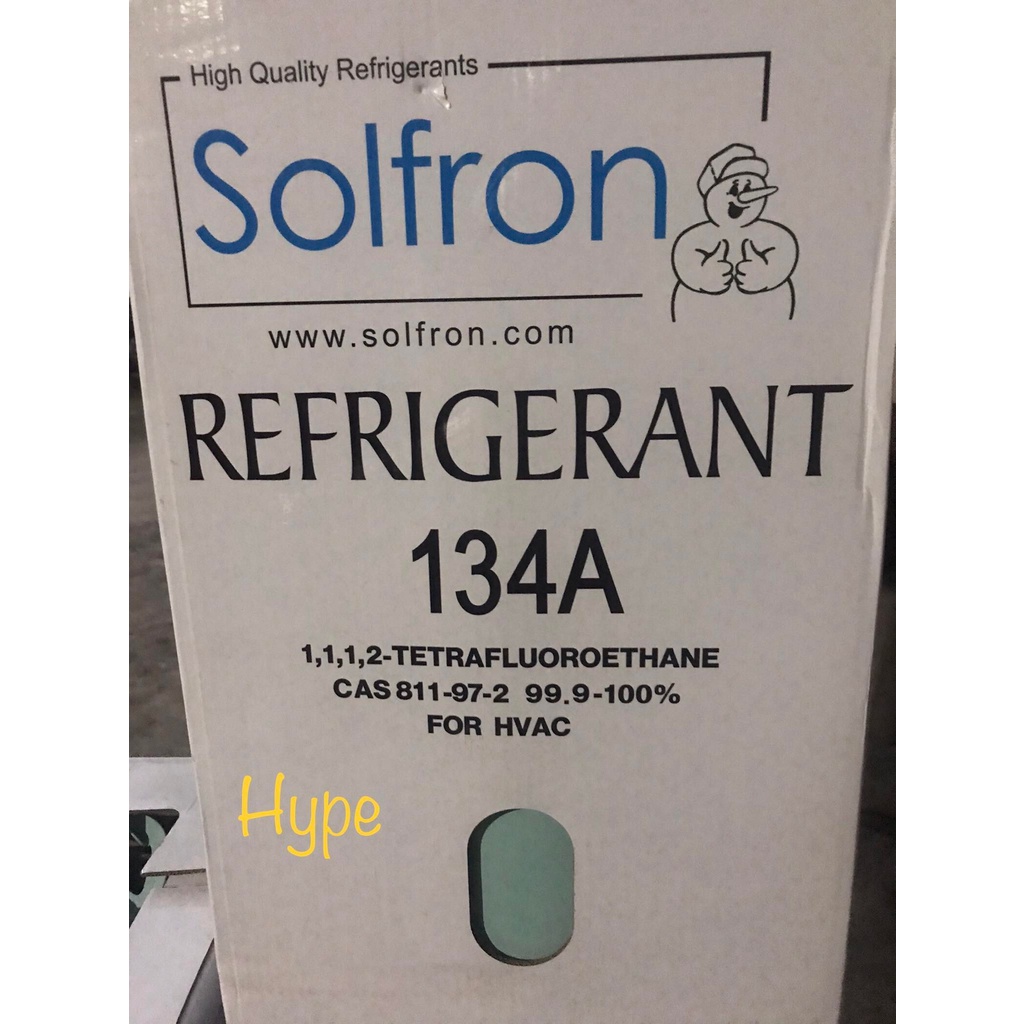 High Quality Refrigerants
Solfron
www.solfron.com
REFRIGERANT
134A
1,1,1,2-TETRAFLUOROETHANE
CAS 811-97-2 99.9-100%
FOR HVAC
Hype